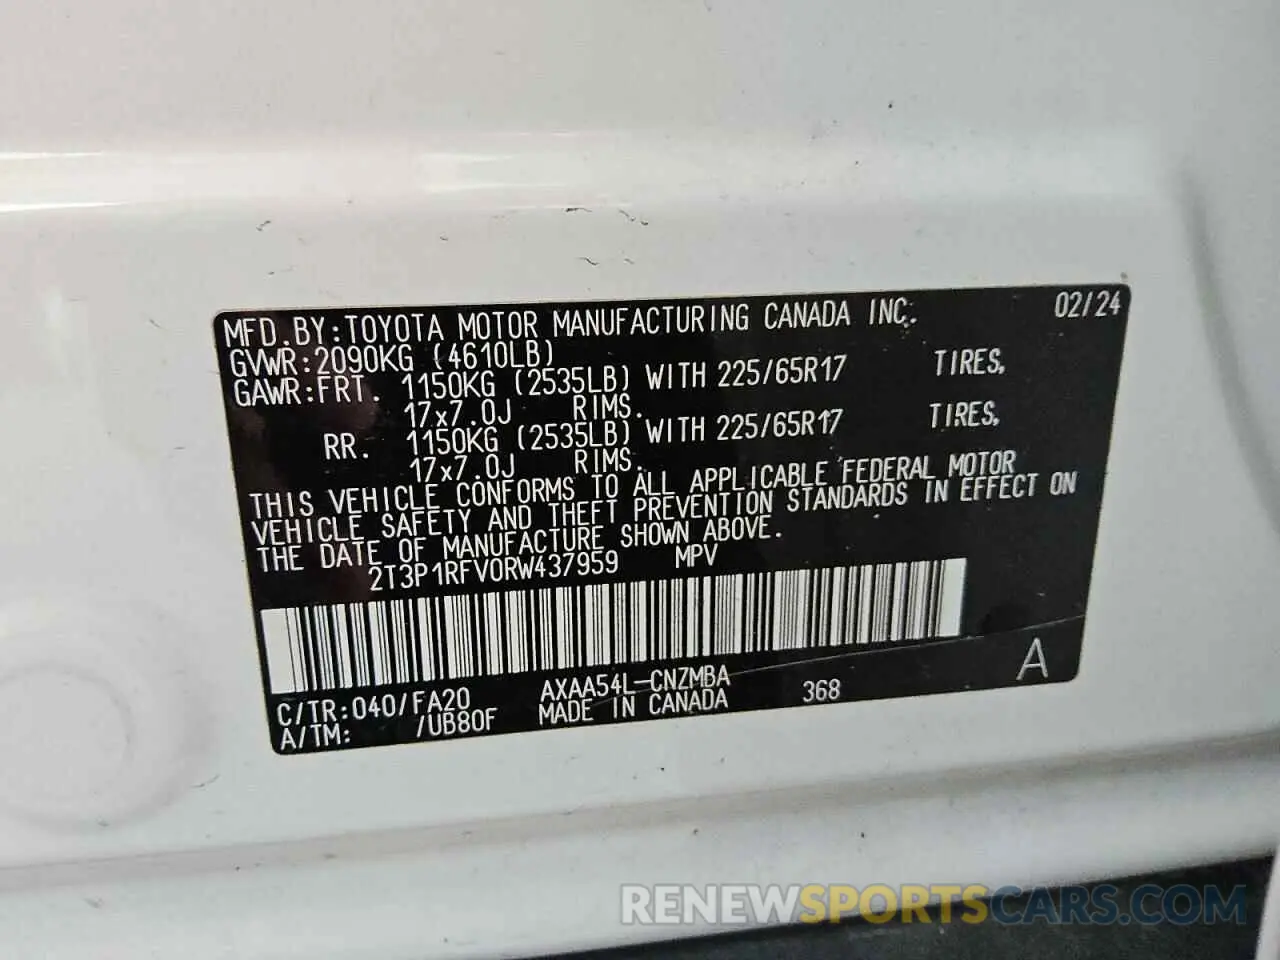 MFD.BY:TOYOTA MOTOR MANUFACTURING CANADA INC. 02/24
GVWR:2090KG (4610LB)
GAWR:FRT. 1150KG (2535LB) WITH 225/65R17 TIRES,
17x7.0J RIMS.
RR. 1150KG (2535LB) WITH 225/65R17 TIRES,
17x7.0J RIMS.
THIS VEHICLE CONFORMS TO ALL APPLICABLE FEDERAL MOTOR
VEHICLE SAFETY AND THEFT PREVENTION STANDARDS IN EFFECT ON
THE DATE OF MANUFACTURE SHOWN ABOVE.
2T3P1RFV0RW437959 MPV
C/TR:040/FA20 AXAA54L-CNZMBA 368 A
A/TM: /UB80F MADE IN CANADA
RENEWSPORTSCARS.COM